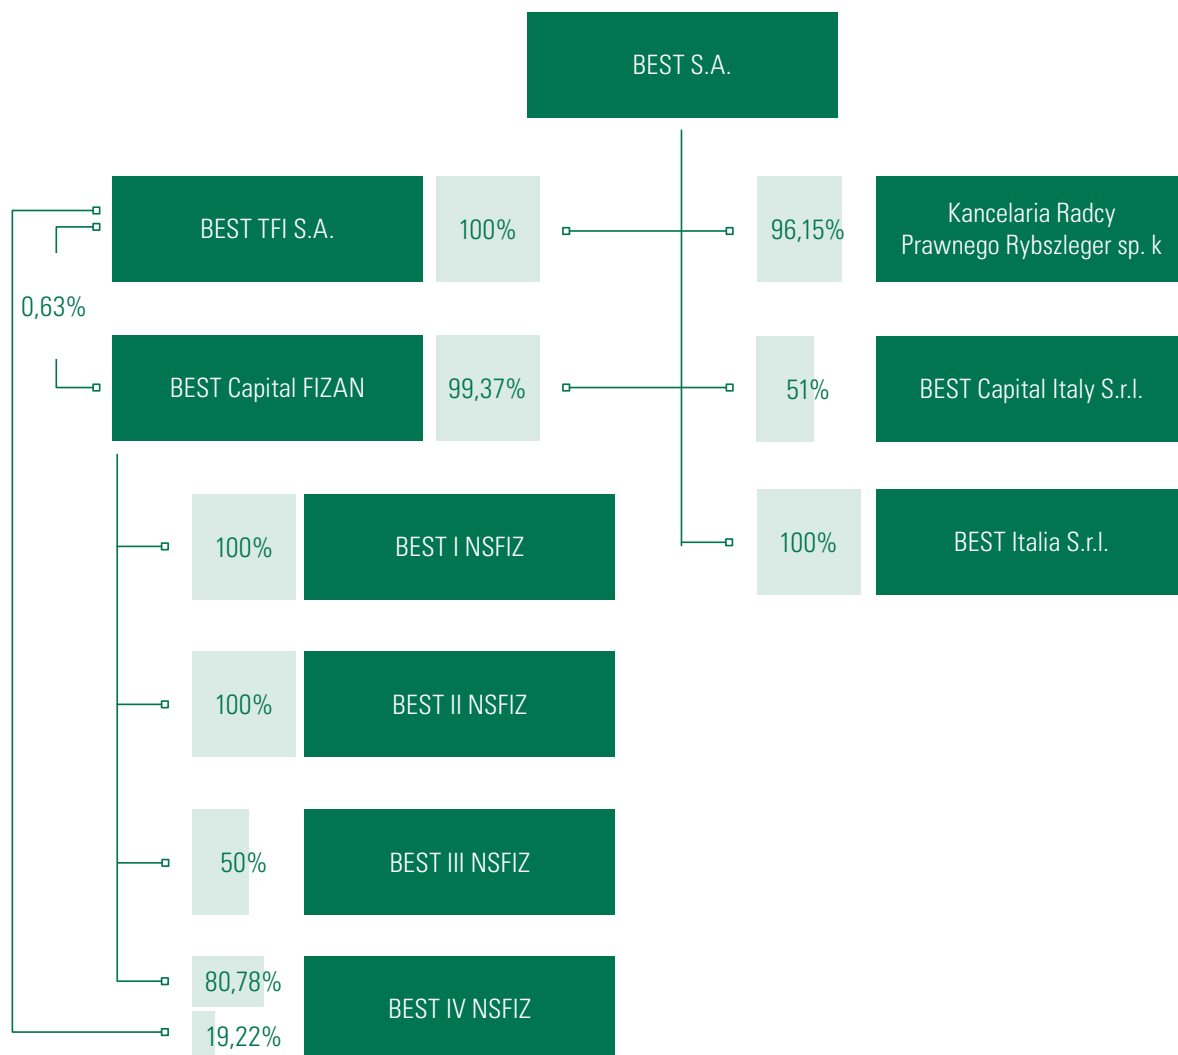 BEST S.A.
BEST TFI S.A.
100%
96,15%
Kancelaria Radcy
Prawnego Rybszleger sp. k
0,63%
BEST Capital FIZAN
99,37%
51%
BEST Capital Italy S.r.l.
100%
BEST I NSFIZ
100%
BEST Italia S.r.l.
100%
BEST II NSFIZ
50%
BEST III NSFIZ
80,78%
BEST IV NSFIZ
19,22%